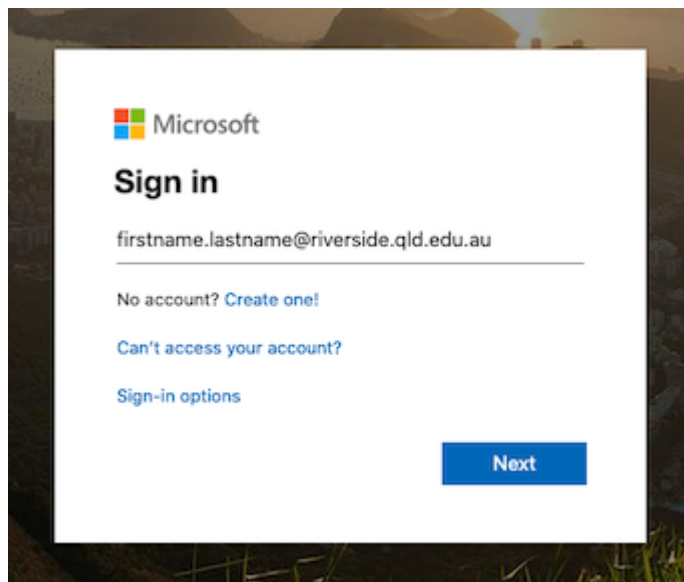 Microsoft
Sign in
firstname.lastname@riverside.qld.edu.au
No account? Create one!
Can't access your account?
Sign-in options
Next